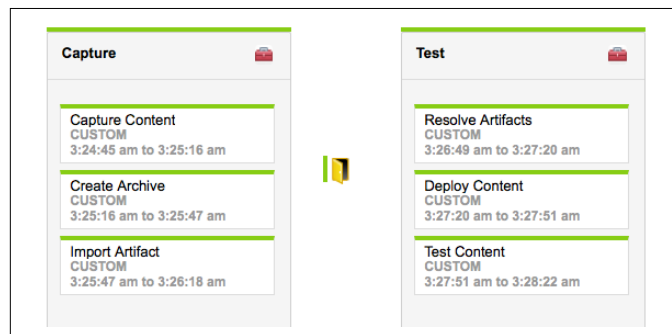 Capture
Capture Content
CUSTOM
3:24:45 am to 3:25:16 am
Create Archive
CUSTOM
3:25:16 am to 3:25:47 am
Import Artifact
CUSTOM
3:25:47 am to 3:26:18 am
Test
Resolve Artifacts
CUSTOM
3:26:49 am to 3:27:20 am
Deploy Content
CUSTOM
3:27:20 am to 3:27:51 am
Test Content
CUSTOM
3:27:51 am to 3:28:22 am